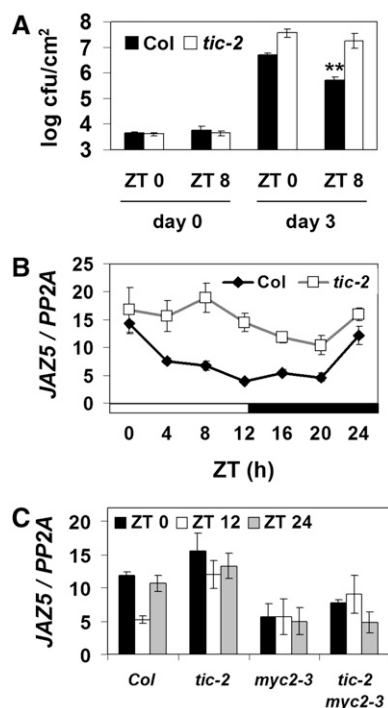 A
Col tic-2
log cfu/cm²
8
7
6
5
4
3
**
ZT 0 ZT 8 ZT 0 ZT 8
day 0 day 3
B
Col tic-2
JAZ5 / PP2A
25
20
15
10
5
0
0 4 8 12 16 20 24
ZT (h)
C
ZT 0 ZT 12 ZT 24
JAZ5 / PP2A
20
15
10
5
0
Col tic-2 myc2-3 tic-2
myc2-3